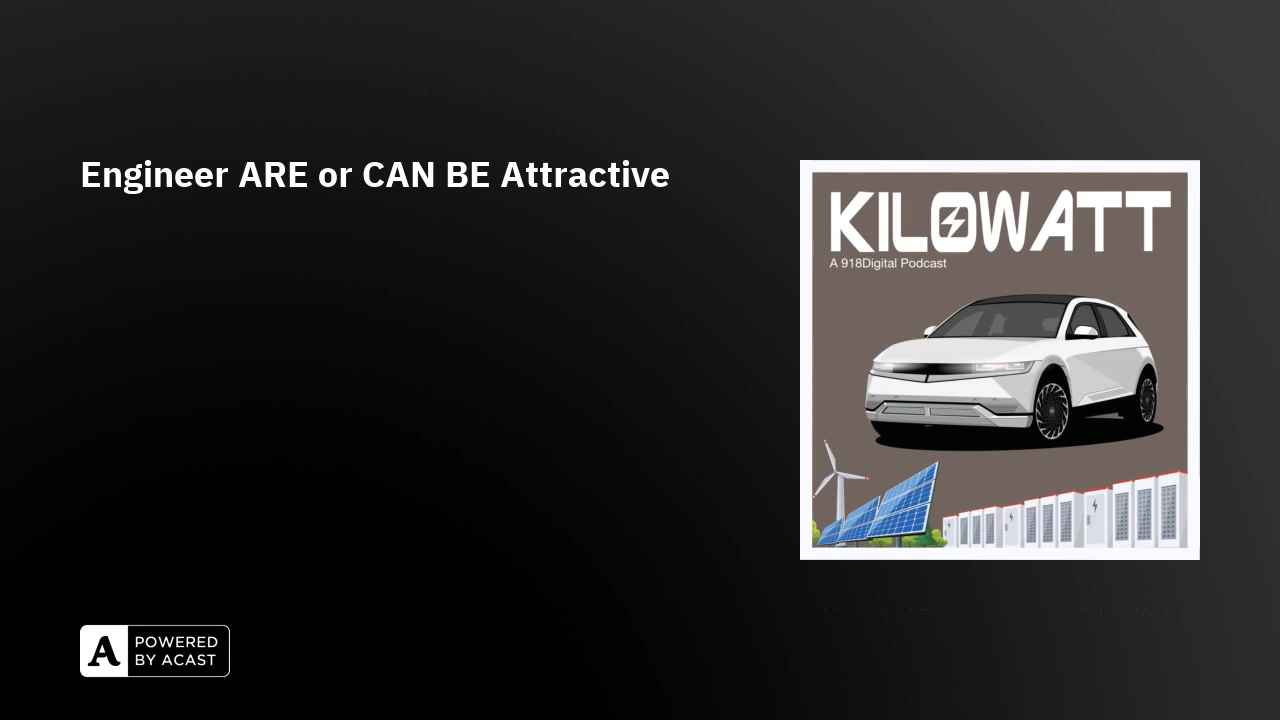 Engineer ARE or CAN BE Attractive
KILOWATT
A 918Digital Podcast
A POWERED
BY ACAST